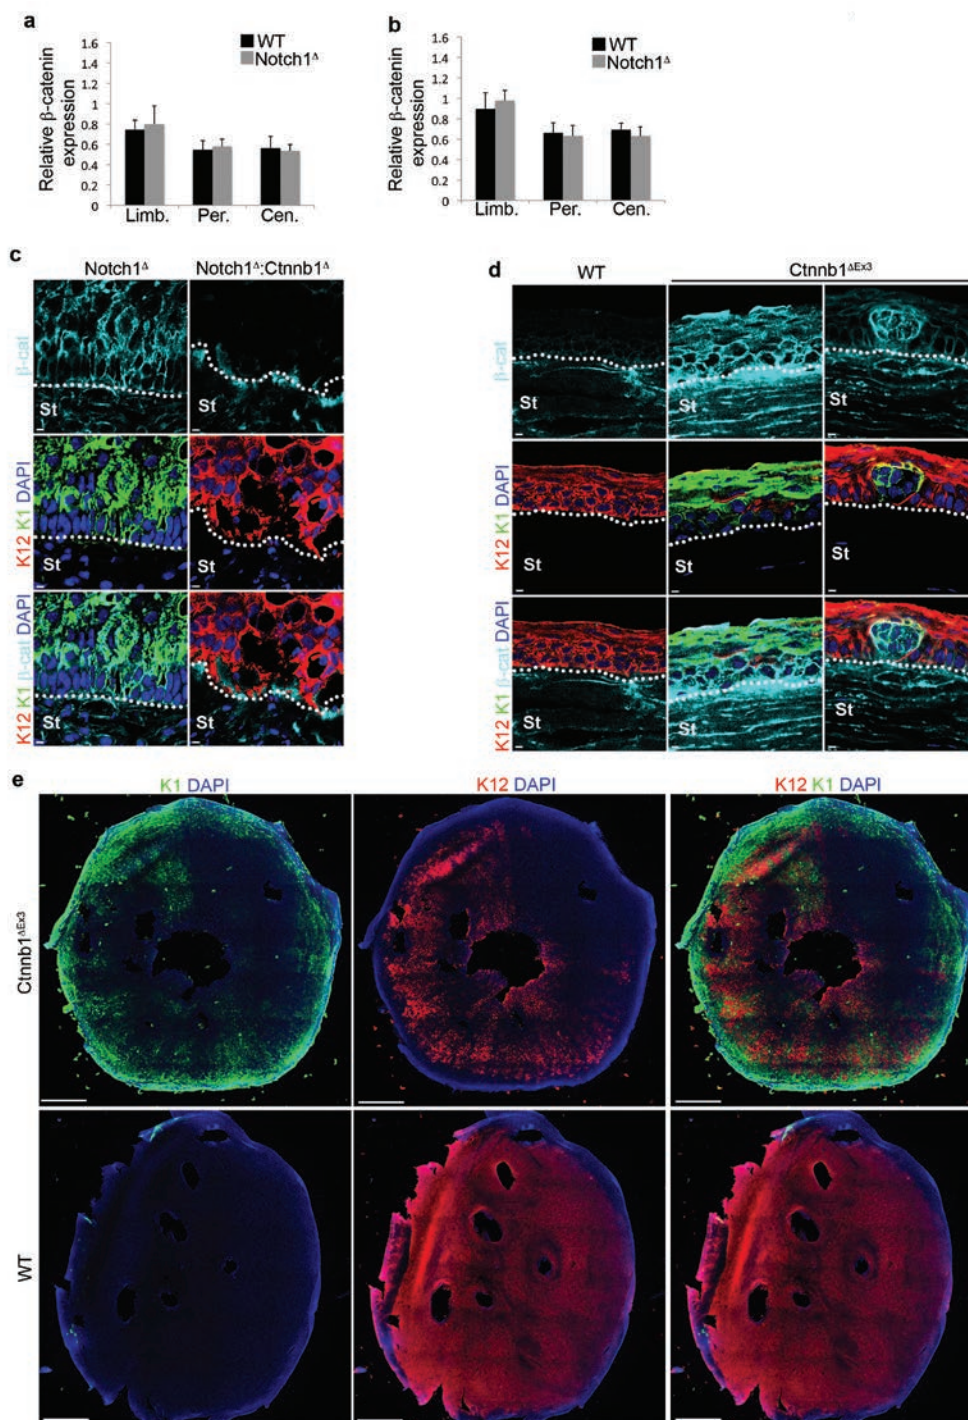 a
WT
Notch1Δ
Relative β-catenin
expression
1.6
1.4
1.2
1
0.8
0.6
0.4
0.2
0
Limb.
Per.
Cen.
b
WT
Notch1Δ
Relative β-catenin
expression
1.6
1.4
1.2
1
0.8
0.6
0.4
0.2
0
Limb.
Per.
Cen.
c
Notch1Δ
Notch1Δ:Ctnnb1Δ
β-cat
St
St
K12 K1 DAPI
St
St
K12 K1 β-cat DAPI
St
St
d
WT
Ctnnb1ΔEx3
β-cat
St
St
St
K12 K1 DAPI
St
St
St
K12 K1 β-cat DAPI
St
St
St
e
K1 DAPI
K12 DAPI
K12 K1 DAPI
Ctnnb1ΔEx3
WT